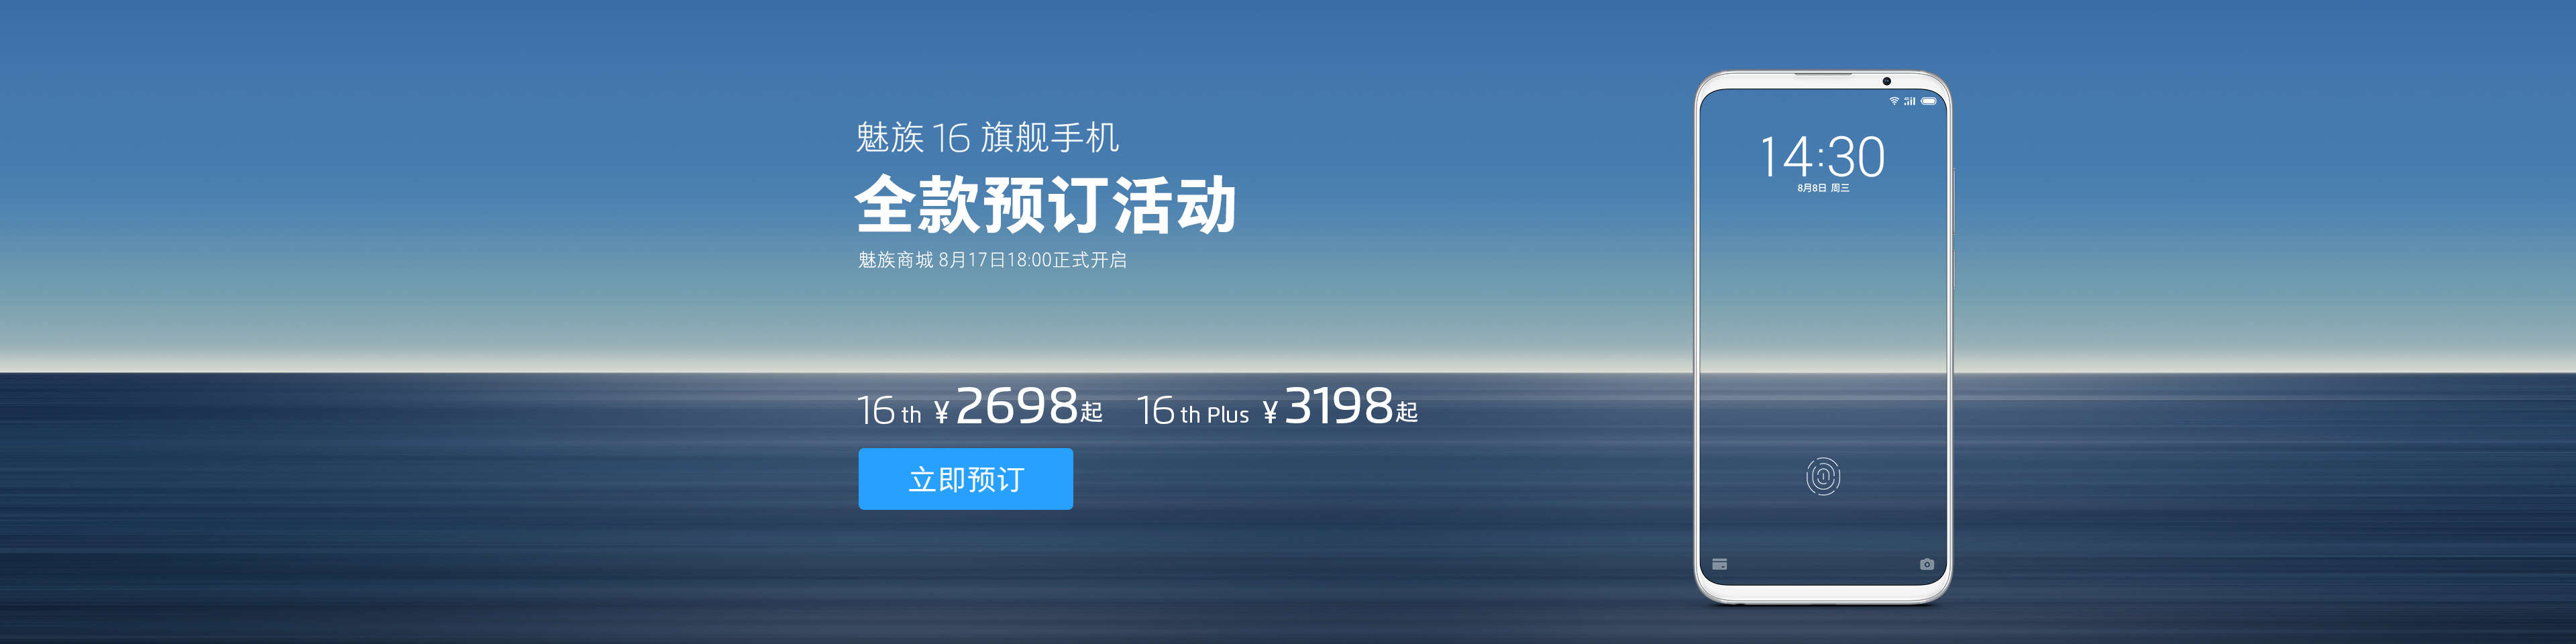 魅族 16 旗舰手机
全款预订活动
魅族商城 8月17日18:00正式开启
16 th ¥ 2698起 16 th Plus ¥ 3198起
立即预订
14:30
8月8日 周三